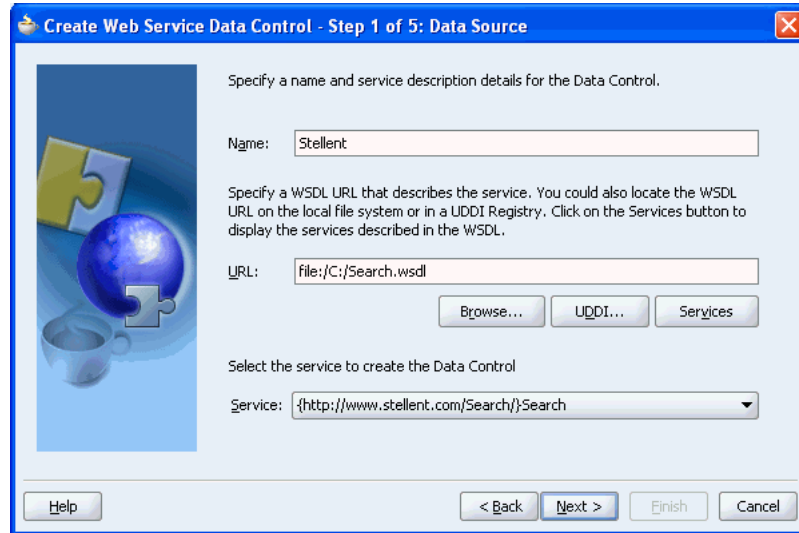 Create Web Service Data Control - Step 1 of 5: Data Source
Specify a name and service description details for the Data Control.
Name: Stellent
Specify a WSDL URL that describes the service. You could also locate the WSDL
URL on the local file system or in a UDDI Registry. Click on the Services button to
display the services described in the WSDL.
URL: file:/C:/Search.wsdl
Browse... UDDI... Services
Select the service to create the Data Control
Service: {http://www.stellent.com/Search/}Search
Help < Back Next > Finish Cancel